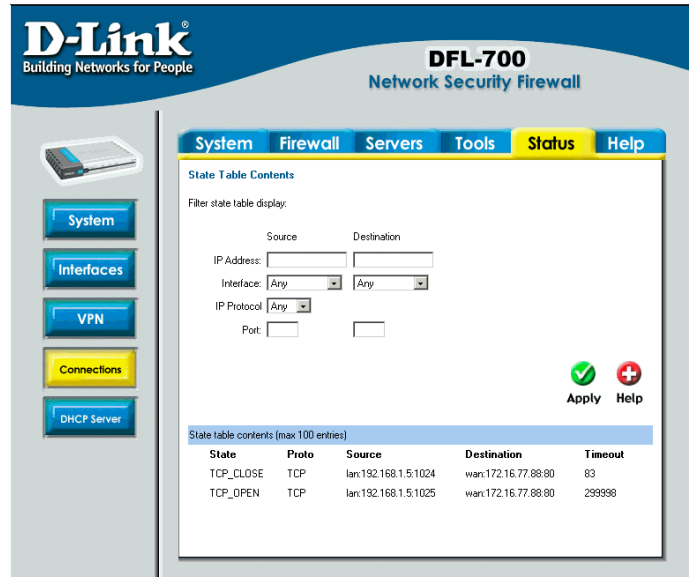 D-Link®
Building Networks for People
DFL-700
Network Security Firewall
System Firewall Servers Tools Status Help
System
Interfaces
VPN
Connections
DHCP Server
State Table Contents
Filter state table display:
Source Destination
IP Address:
Interface: Any Any
IP Protocol Any
Port:
Apply Help
State table contents (max 100 entries)
State Proto Source Destination Timeout
TCP_CLOSE TCP lan:192.168.1.5:1024 wan:172.16.77.88:80 83
TCP_OPEN TCP lan:192.168.1.5:1025 wan:172.16.77.88:80 299998